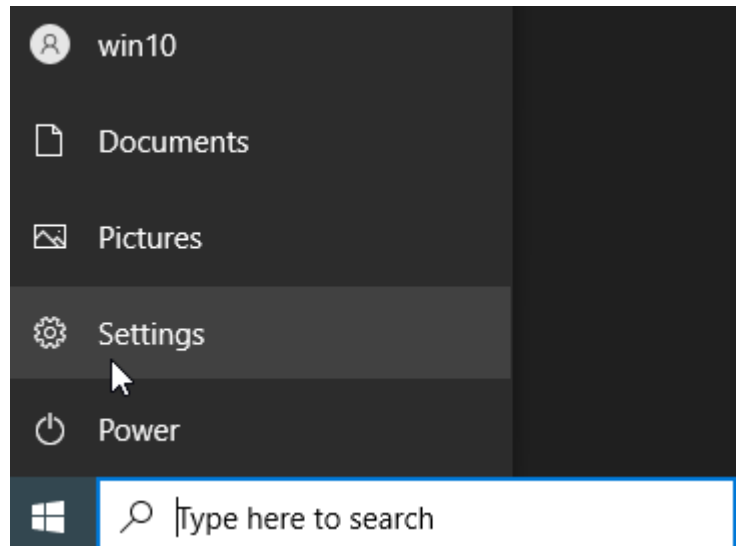 win10
Documents
Pictures
Settings
Power
Type here to search